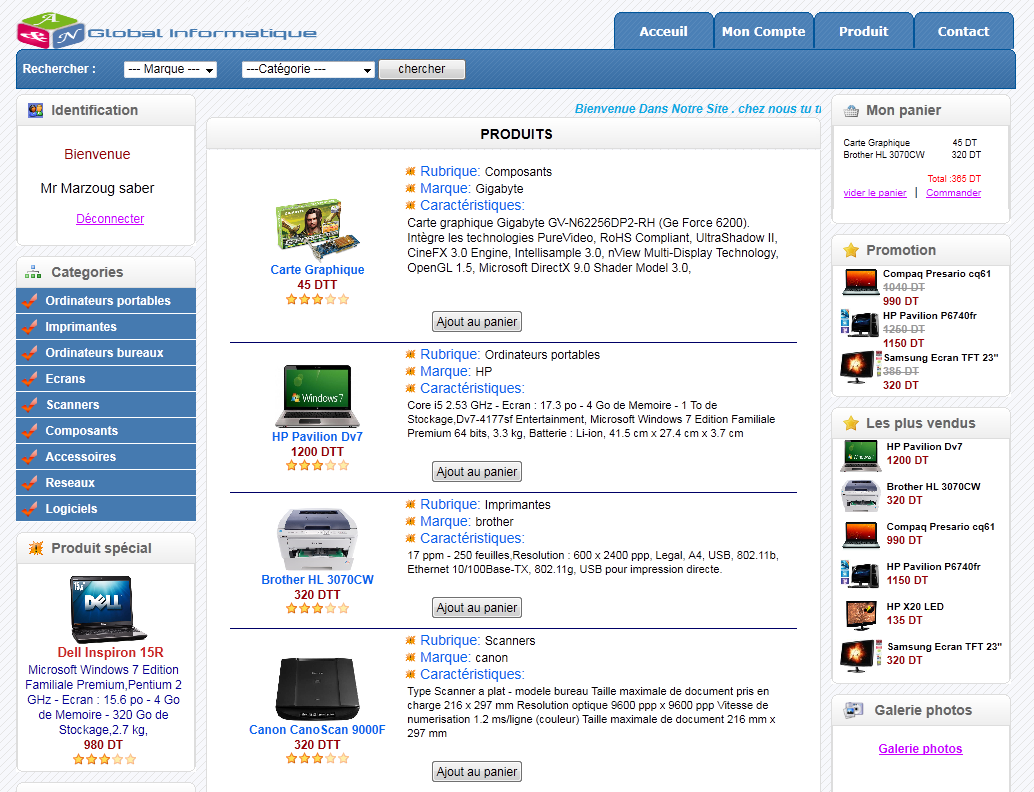 A & N Global Informatique
Acceuil
Mon Compte
Produit
Contact
Rechercher :
--- Marque ---
---Catégorie ---
chercher
Identification
Bienvenue
Mr Marzoug saber
Déconnecter
Categories
Ordinateurs portables
Imprimantes
Ordinateurs bureaux
Ecrans
Scanners
Composants
Accessoires
Reseaux
Logiciels
Produit spécial
DELL
Dell Inspiron 15R
Microsoft Windows 7 Edition
Familiale Premium,Pentium 2
GHz - Ecran : 15.6 po - 4 Go
de Memoire - 320 Go de
Stockage,2.7 kg,
980 DT
Bienvenue Dans Notre Site . chez nous tu
PRODUITS
Rubrique: Composants
Marque: Gigabyte
Caractéristiques:
Carte graphique Gigabyte GV-N62256DP2-RH (Ge Force 6200).
Intègre les technologies PureVideo, RoHS Compliant, UltraShadow II,
CineFX 3.0 Engine, Intellisample 3.0, nView Multi-Display Technology,
OpenGL 1.5, Microsoft DirectX 9.0 Shader Model 3.0,
Carte Graphique
45 DTT
Ajout au panier
Rubrique: Ordinateurs portables
Marque: HP
Caractéristiques:
Core i5 2.53 GHz - Ecran : 17.3 po - 4 Go de Memoire - 1 To de
Stockage,Dv7-4177sf Entertainment, Microsoft Windows 7 Edition Familiale
Premium 64 bits, 3.3 kg, Batterie : Li-ion, 41.5 cm x 27.4 cm x 3.7 cm
Windows 7
HP Pavilion Dv7
1200 DTT
Ajout au panier
Rubrique: Imprimantes
Marque: brother
Caractéristiques:
17 ppm - 250 feuilles,Resolution : 600 x 2400 ppp, Legal, A4, USB, 802.11b,
Ethernet 10/100Base-TX, 802.11g, USB pour impression directe.
Brother HL 3070CW
320 DTT
Ajout au panier
Rubrique: Scanners
Marque: canon
Caractéristiques:
Type Scanner a plat - modele bureau Taille maximale de document pris en
charge 216 x 297 mm Resolution optique 9600 ppp x 9600 ppp Vitesse de
numerisation 1.2 ms/ligne (couleur) Taille maximale de document 216 mm x
297 mm
Canon CanoScan 9000F
320 DTT
Ajout au panier
Mon panier
Carte Graphique 45 DT
Brother HL 3070CW 320 DT
Total :365 DT
vider le panier | Commander
Promotion
Compaq Presario cq61
1040 DT
990 DT
HP Pavilion P6740fr
1250 DT
1150 DT
Samsung Ecran TFT 23"
385 DT
320 DT
Les plus vendus
HP Pavilion Dv7
1200 DT
Brother HL 3070CW
320 DT
Compaq Presario cq61
990 DT
HP Pavilion P6740fr
1150 DT
HP X20 LED
135 DT
Samsung Ecran TFT 23"
320 DT
Galerie photos
Galerie photos